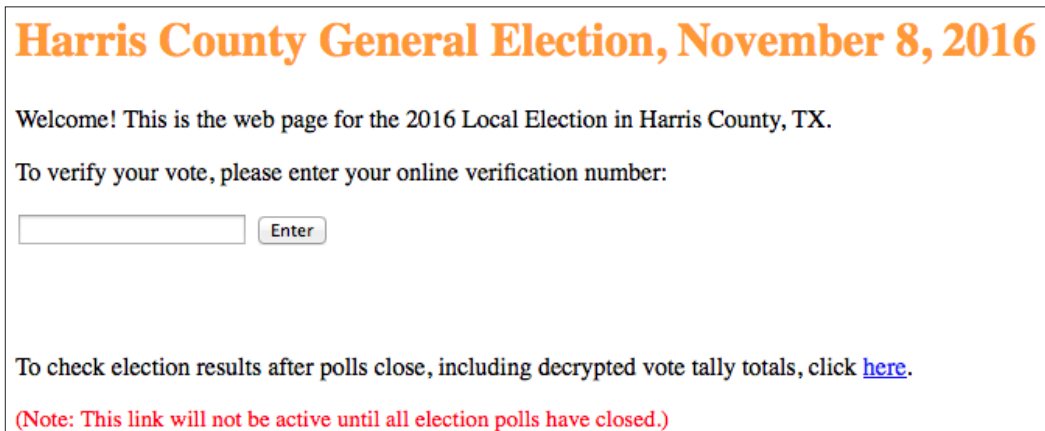 Harris County General Election, November 8, 2016
Welcome! This is the web page for the 2016 Local Election in Harris County, TX.
To verify your vote, please enter your online verification number:
Enter
To check election results after polls close, including decrypted vote tally totals, click here.
(Note: This link will not be active until all election polls have closed.)